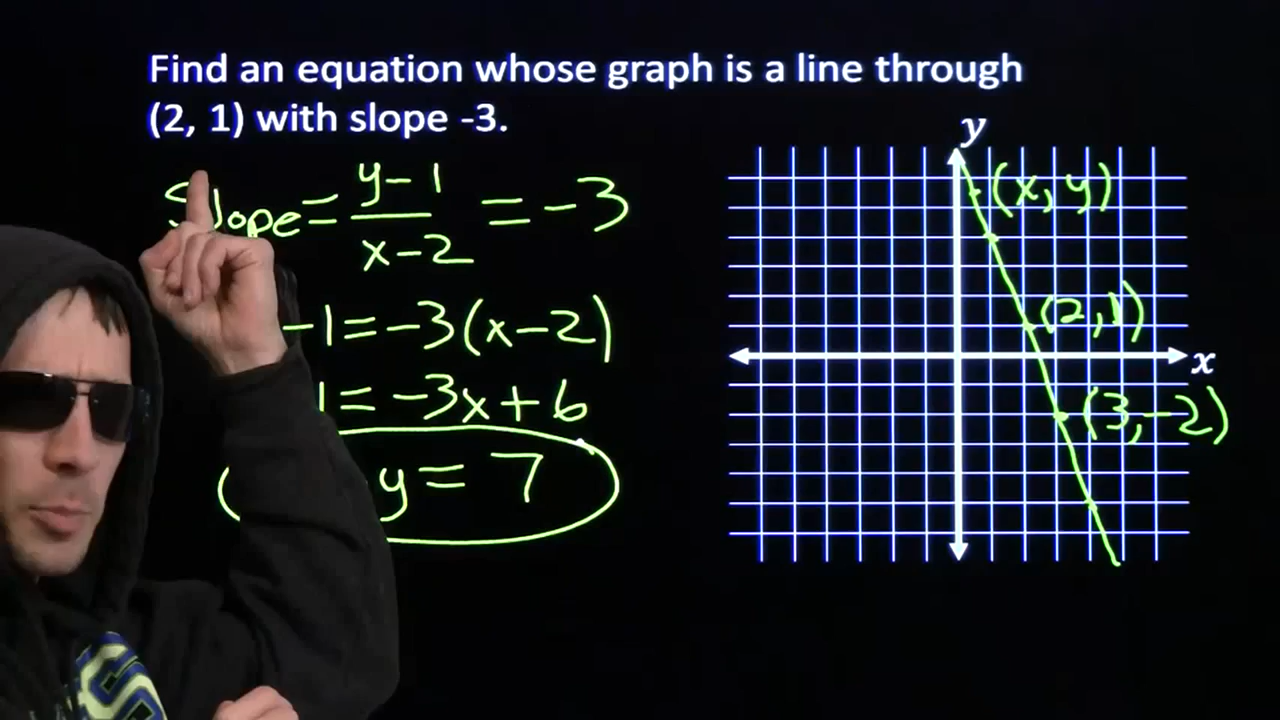 Find an equation whose graph is a line through
(2, 1) with slope -3.
Slope = y-1 / x-2 = -3
-1 = -3(x-2)
1 = -3x+6
y = 7
y
(x, y)
(2,1)
x
(3,-2)